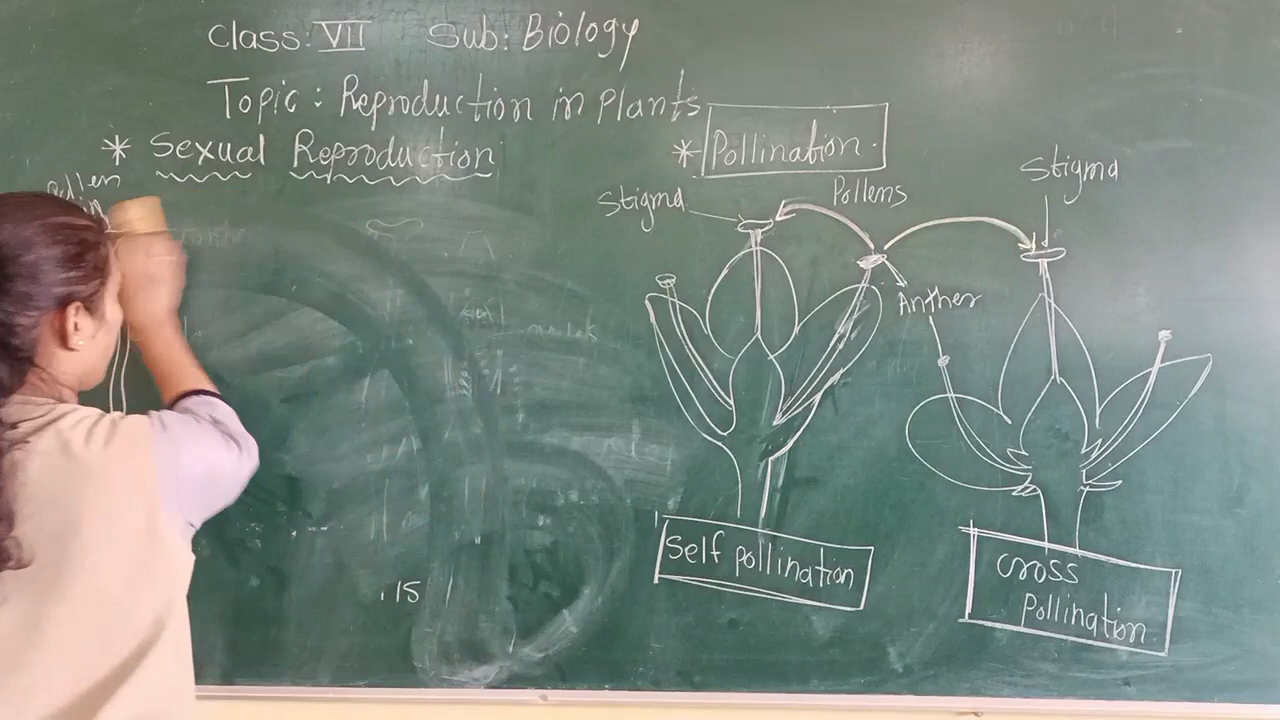 Class: VII Sub: Biology
Topic: Reproduction in Plants
* Sexual Reproduction
* Pollination.
Stigma
Pollens
Stigma
Anther
Self pollination
Cross
Pollination.
.15